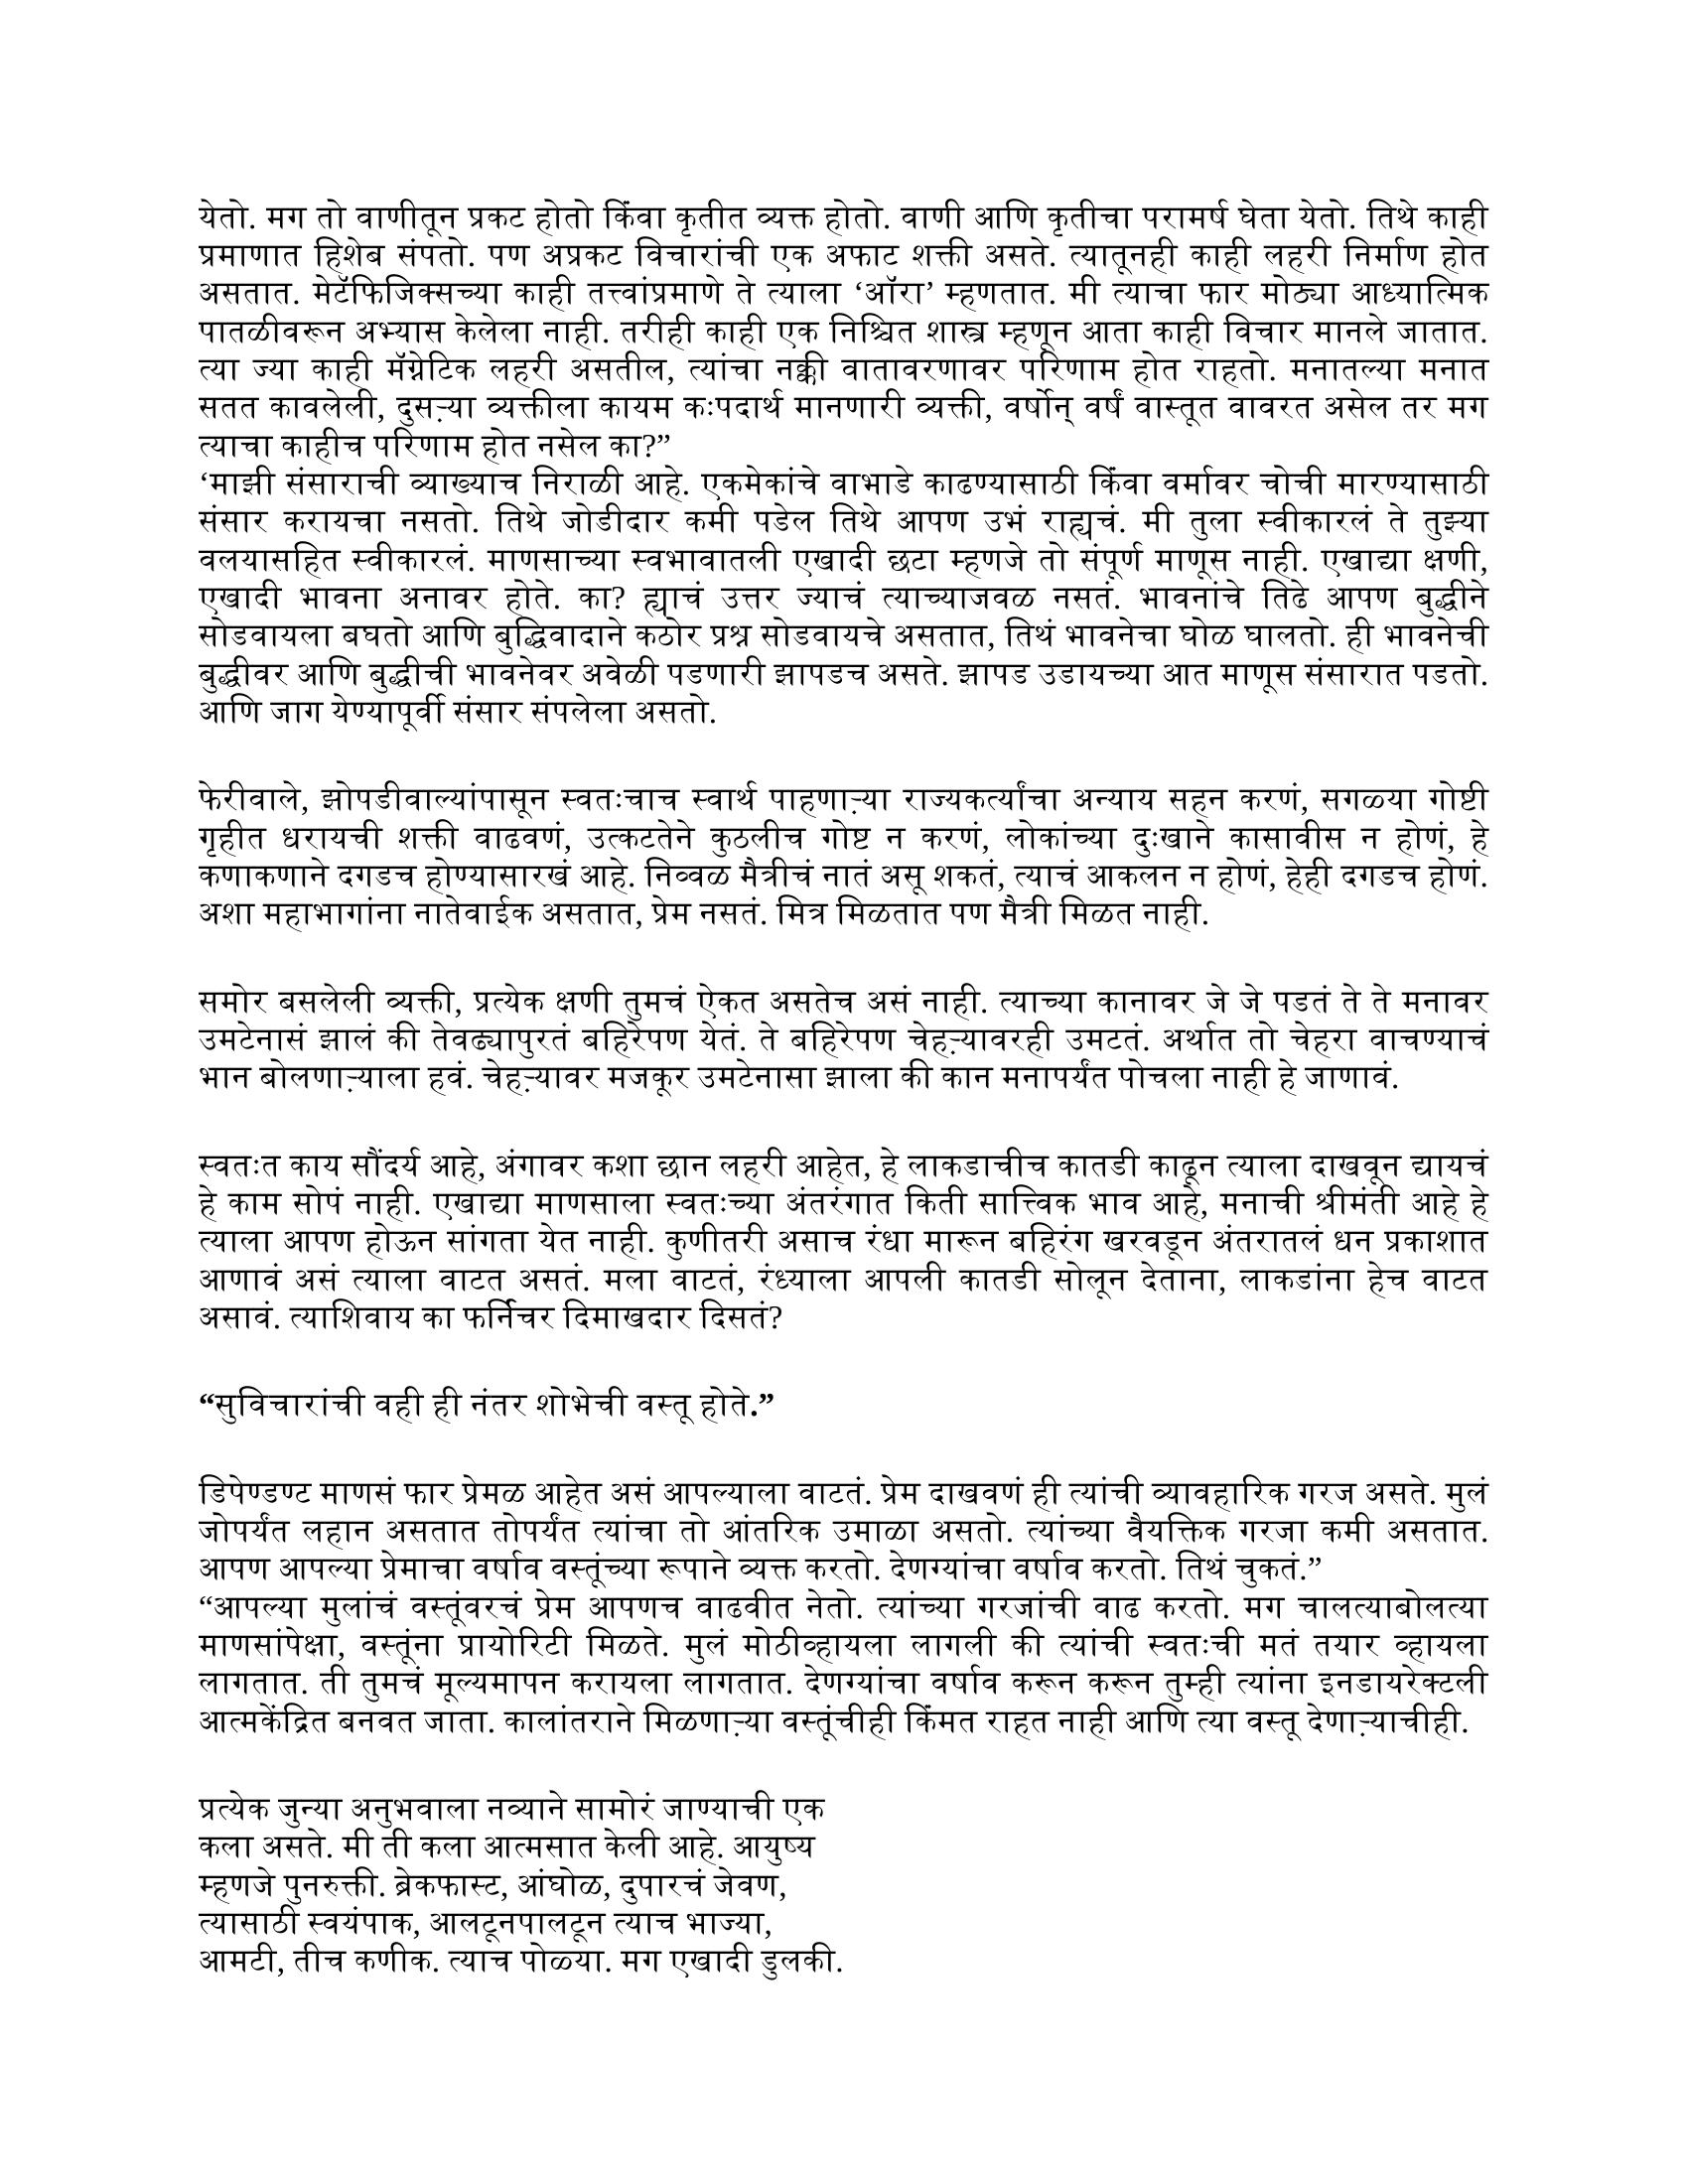 येतो. मग तो वाणीतून प्रकट होतो किंवा कृतीत व्यक्त होतो. वाणी आणि कृतीचा परामर्ष घेता येतो. तिथे काही
प्रमाणात हिशेब संपतो. पण अप्रकट विचारांची एक अफाट शक्ती असते. त्यातूनही काही लहरी निर्माण होत
असतात. मेटॅफिजिक्सच्या काही तत्त्वांप्रमाणे ते त्याला ‘ऑरा’ म्हणतात. मी त्याचा फार मोठ्या आध्यात्मिक
पातळीवरून अभ्यास केलेला नाही. तरीही काही एक निश्चित शास्त्र म्हणून आता काही विचार मानले जातात.
त्या ज्या काही मॅग्नेटिक लहरी असतील, त्यांचा नक्की वातावरणावर परिणाम होत राहतो. मनातल्या मनात
सतत कावलेली, दुसऱ्या व्यक्तीला कायम कःपदार्थ मानणारी व्यक्ती, वर्षोन् वर्षं वास्तूत वावरत असेल तर मग
त्याचा काहीच परिणाम होत नसेल का?”
‘माझी संसाराची व्याख्याच निराळी आहे. एकमेकांचे वाभाडे काढण्यासाठी किंवा वर्मावर चोची मारण्यासाठी
संसार करायचा नसतो. तिथे जोडीदार कमी पडेल तिथे आपण उभं राह्यचं. मी तुला स्वीकारलं ते तुझ्या
वलयासहित स्वीकारलं. माणसाच्या स्वभावातली एखादी छटा म्हणजे तो संपूर्ण माणूस नाही. एखाद्या क्षणी,
एखादी भावना अनावर होते. का? ह्याचं उत्तर ज्याचं त्याच्याजवळ नसतं. भावनांचे तिढे आपण बुद्धीने
सोडवायला बघतो आणि बुद्धिवादाने कठोर प्रश्न सोडवायचे असतात, तिथं भावनेचा घोळ घालतो. ही भावनेची
बुद्धीवर आणि बुद्धीची भावनेवर अवेळी पडणारी झापडच असते. झापड उडायच्या आत माणूस संसारात पडतो.
आणि जाग येण्यापूर्वी संसार संपलेला असतो.
फेरीवाले, झोपडीवाल्यांपासून स्वतःचाच स्वार्थ पाहणाऱ्या राज्यकर्त्यांचा अन्याय सहन करणं, सगळ्या गोष्टी
गृहीत धरायची शक्ती वाढवणं, उत्कटतेने कुठलीच गोष्ट न करणं, लोकांच्या दुःखाने कासावीस न होणं, हे
कणाकणाने दगडच होण्यासारखं आहे. निव्वळ मैत्रीचं नातं असू शकतं, त्याचं आकलन न होणं, हेही दगडच होणं.
अशा महाभागांना नातेवाईक असतात, प्रेम नसतं. मित्र मिळतात पण मैत्री मिळत नाही.
समोर बसलेली व्यक्ती, प्रत्येक क्षणी तुमचं ऐकत असतेच असं नाही. त्याच्या कानावर जे जे पडतं ते ते मनावर
उमटेनासं झालं की तेवढ्यापुरतं बहिरेपण येतं. ते बहिरेपण चेहऱ्यावरही उमटतं. अर्थात तो चेहरा वाचण्याचं
भान बोलणाऱ्याला हवं. चेहऱ्यावर मजकूर उमटेनासा झाला की कान मनापर्यंत पोचला नाही हे जाणावं.
स्वतःत काय सौंदर्य आहे, अंगावर कशा छान लहरी आहेत, हे लाकडाचीच कातडी काढून त्याला दाखवून द्यायचं
हे काम सोपं नाही. एखाद्या माणसाला स्वतःच्या अंतरंगात किती सात्त्विक भाव आहे, मनाची श्रीमंती आहे हे
त्याला आपण होऊन सांगता येत नाही. कुणीतरी असाच रंधा मारून बहिरंग खरवडून अंतरातलं धन प्रकाशात
आणावं असं त्याला वाटत असतं. मला वाटतं, रंध्याला आपली कातडी सोलून देताना, लाकडांना हेच वाटत
असावं. त्याशिवाय का फर्निचर दिमाखदार दिसतं?
“सुविचारांची वही ही नंतर शोभेची वस्तू होते.”
डिपेण्डण्ट माणसं फार प्रेमळ आहेत असं आपल्याला वाटतं. प्रेम दाखवणं ही त्यांची व्यावहारिक गरज असते. मुलं
जोपर्यंत लहान असतात तोपर्यंत त्यांचा तो आंतरिक उमाळा असतो. त्यांच्या वैयक्तिक गरजा कमी असतात.
आपण आपल्या प्रेमाचा वर्षाव वस्तूंच्या रूपाने व्यक्त करतो. देणग्यांचा वर्षाव करतो. तिथं चुकतं.”
“आपल्या मुलांचं वस्तूंवरचं प्रेम आपणच वाढवीत नेतो. त्यांच्या गरजांची वाढ करतो. मग चालत्याबोलत्या
माणसांपेक्षा, वस्तूंना प्रायोरिटी मिळते. मुलं मोठीव्हायला लागली की त्यांची स्वतःची मतं तयार व्हायला
लागतात. ती तुमचं मूल्यमापन करायला लागतात. देणग्यांचा वर्षाव करून करून तुम्ही त्यांना इनडायरेक्टली
आत्मकेंद्रित बनवत जाता. कालांतराने मिळणाऱ्या वस्तूंचीही किंमत राहत नाही आणि त्या वस्तू देणाऱ्याचीही.
प्रत्येक जुन्या अनुभवाला नव्याने सामोरं जाण्याची एक
कला असते. मी ती कला आत्मसात केली आहे. आयुष्य
म्हणजे पुनरुक्ती. ब्रेकफास्ट, आंघोळ, दुपारचं जेवण,
त्यासाठी स्वयंपाक, आलटूनपालटून त्याच भाज्या,
आमटी, तीच कणीक. त्याच पोळ्या. मग एखादी डुलकी.